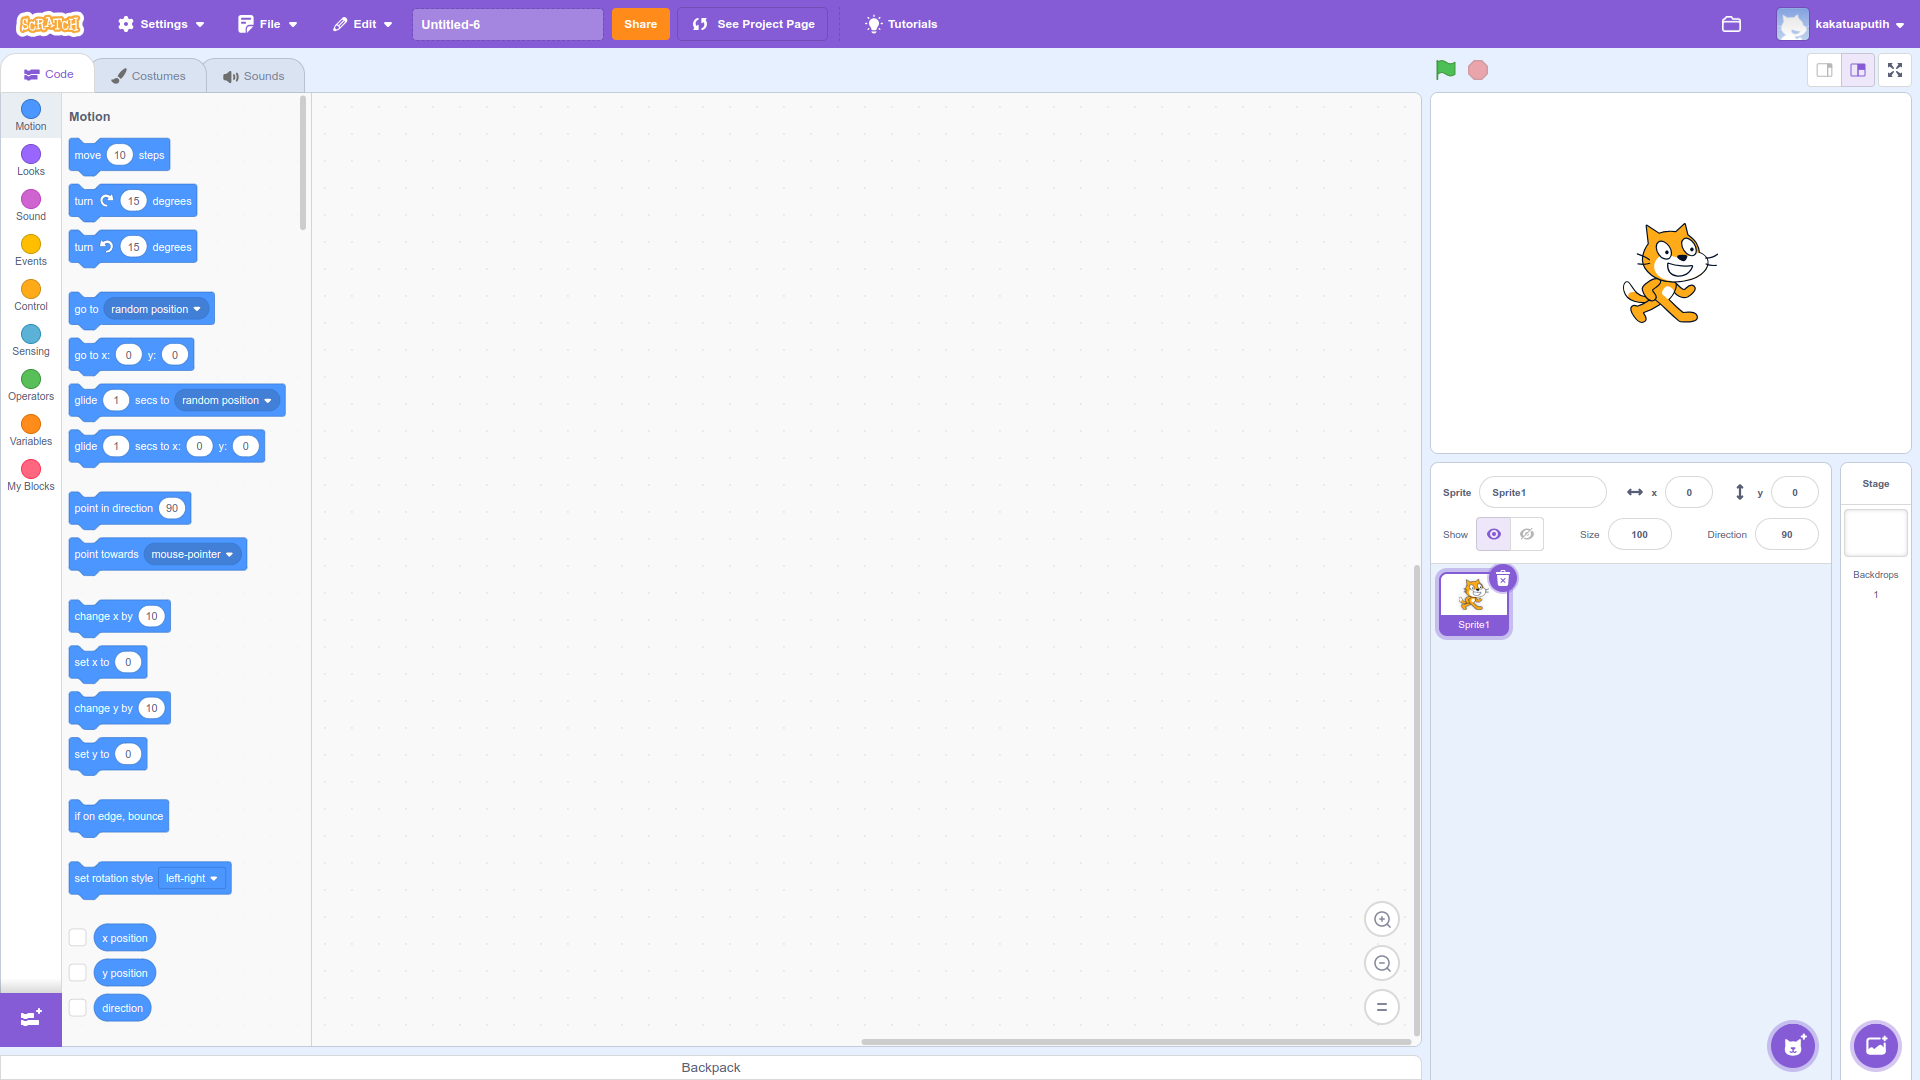 SCRATCH Settings File Edit Untitled-6 Share See Project Page Tutorials kakatuaputih
Code Costumes Sounds
Motion
Looks
Sound
Events
Control
Sensing
Operators
Variables
My Blocks
Motion
move 10 steps
turn 15 degrees
turn 15 degrees
go to random position
go to x: 0 y: 0
glide 1 secs to random position
glide 1 secs to x: 0 y: 0
point in direction 90
point towards mouse-pointer
change x by 10
set x to 0
change y by 10
set y to 0
if on edge, bounce
set rotation style left-right
x position
y position
direction
Backpack
Sprite Sprite1 x 0 y 0
Show Size 100 Direction 90
Sprite1
Stage
Backdrops
1